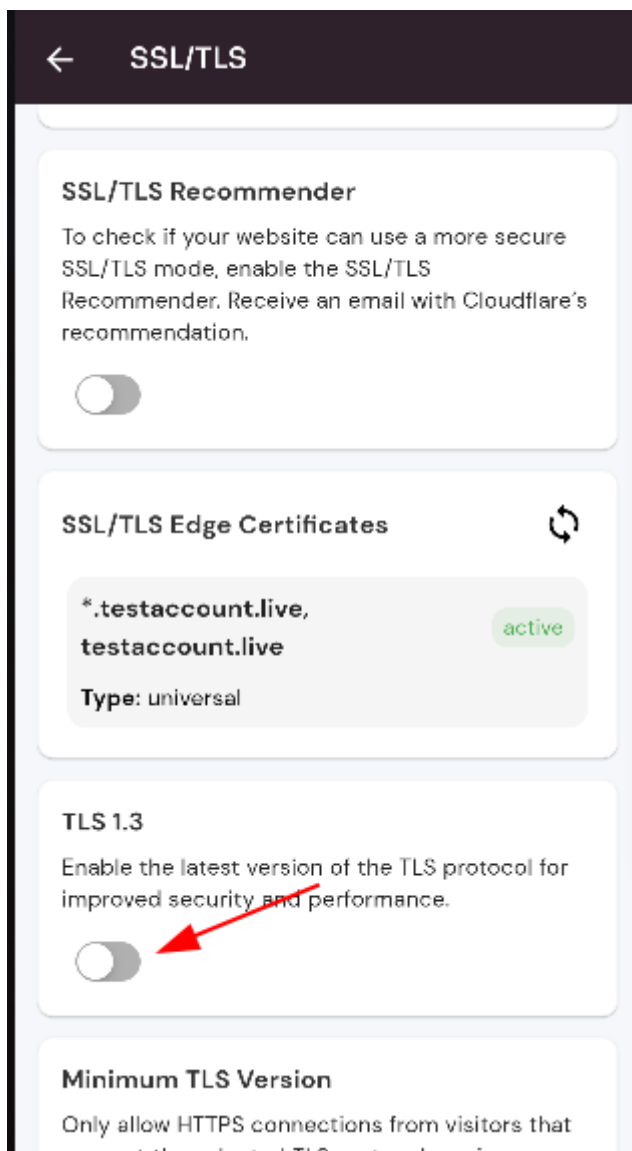 SSL/TLS
SSL/TLS Recommender
To check if your website can use a more secure
SSL/TLS mode, enable the SSL/TLS
Recommender. Receive an email with Cloudflare's
recommendation.
SSL/TLS Edge Certificates
*.testaccount.live,
testaccount.live
active
Type: universal
TLS 1.3
Enable the latest version of the TLS protocol for
improved security and performance.
Minimum TLS Version
Only allow HTTPS connections from visitors that